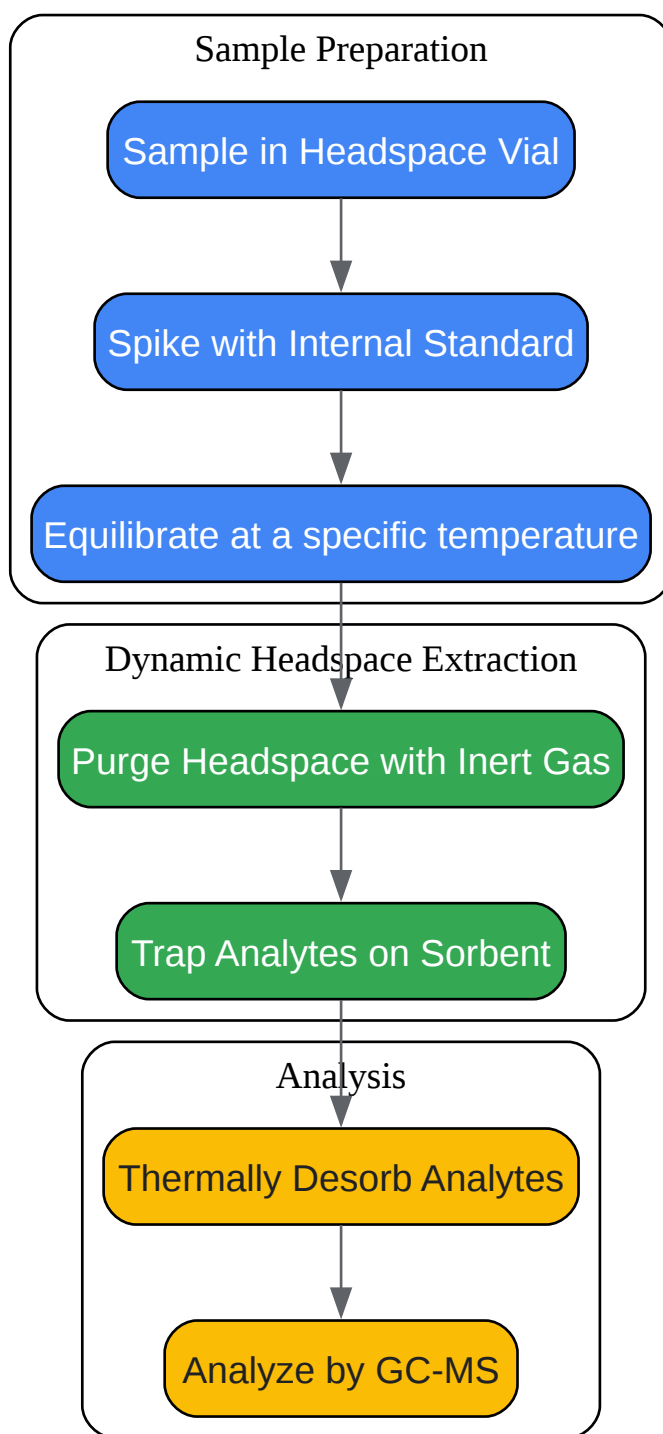 Sample Preparation
Sample in Headspace Vial
Spike with Internal Standard
Equilibrate at a specific temperature
Dynamic Headspace Extraction
Purge Headspace with Inert Gas
Trap Analytes on Sorbent
Analysis
Thermally Desorb Analytes
Analyze by GC-MS